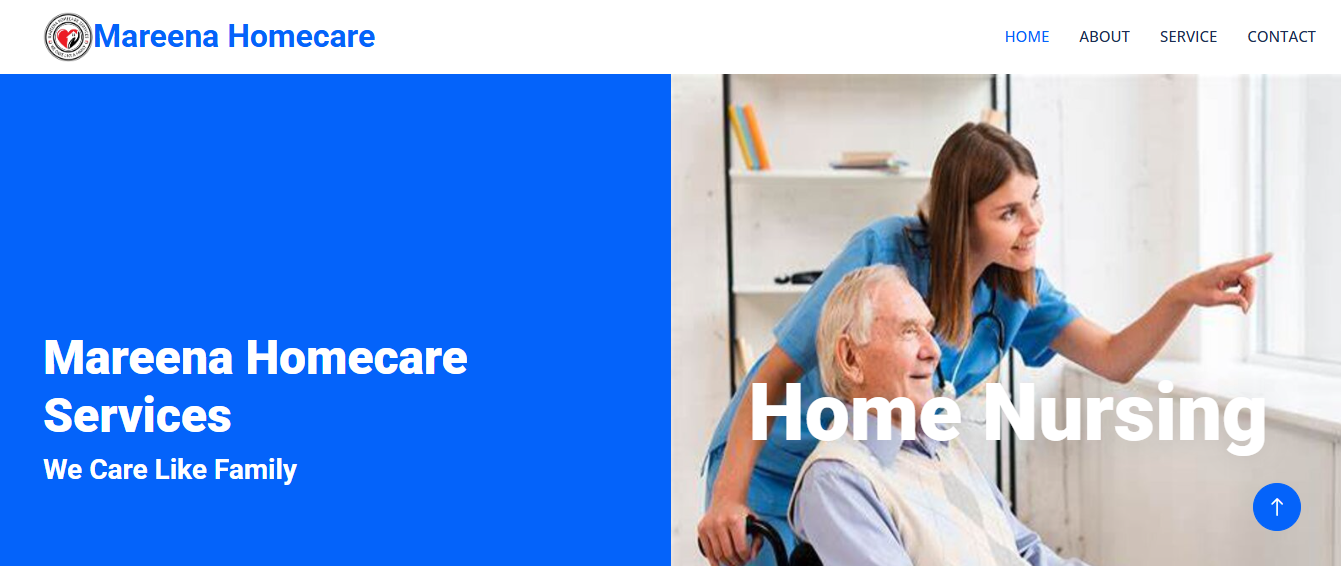 Mareena Homecare
HOME
ABOUT
SERVICE
CONTACT
Mareena Homecare
Services
We Care Like Family
Home Nursing